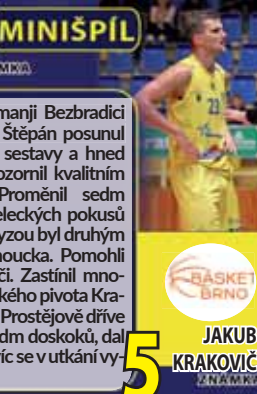 MINIŠPÍL
ZNÁMKA
manji Bezbradici
Štěpán posunul
sestavy a hned
ozornil kvalitním
Proměnil sedm
eleckých pokusů
yzou byl druhým
moucka. Pomohli
či. Zastínil mno-
kého pivota Kra-
Prostějově dříve
dm doskoků, dal
víc se v utkání vy-
23
BASKET
BRNO
5
JAKUB
KRAKOVIČ
ZNÁMKA